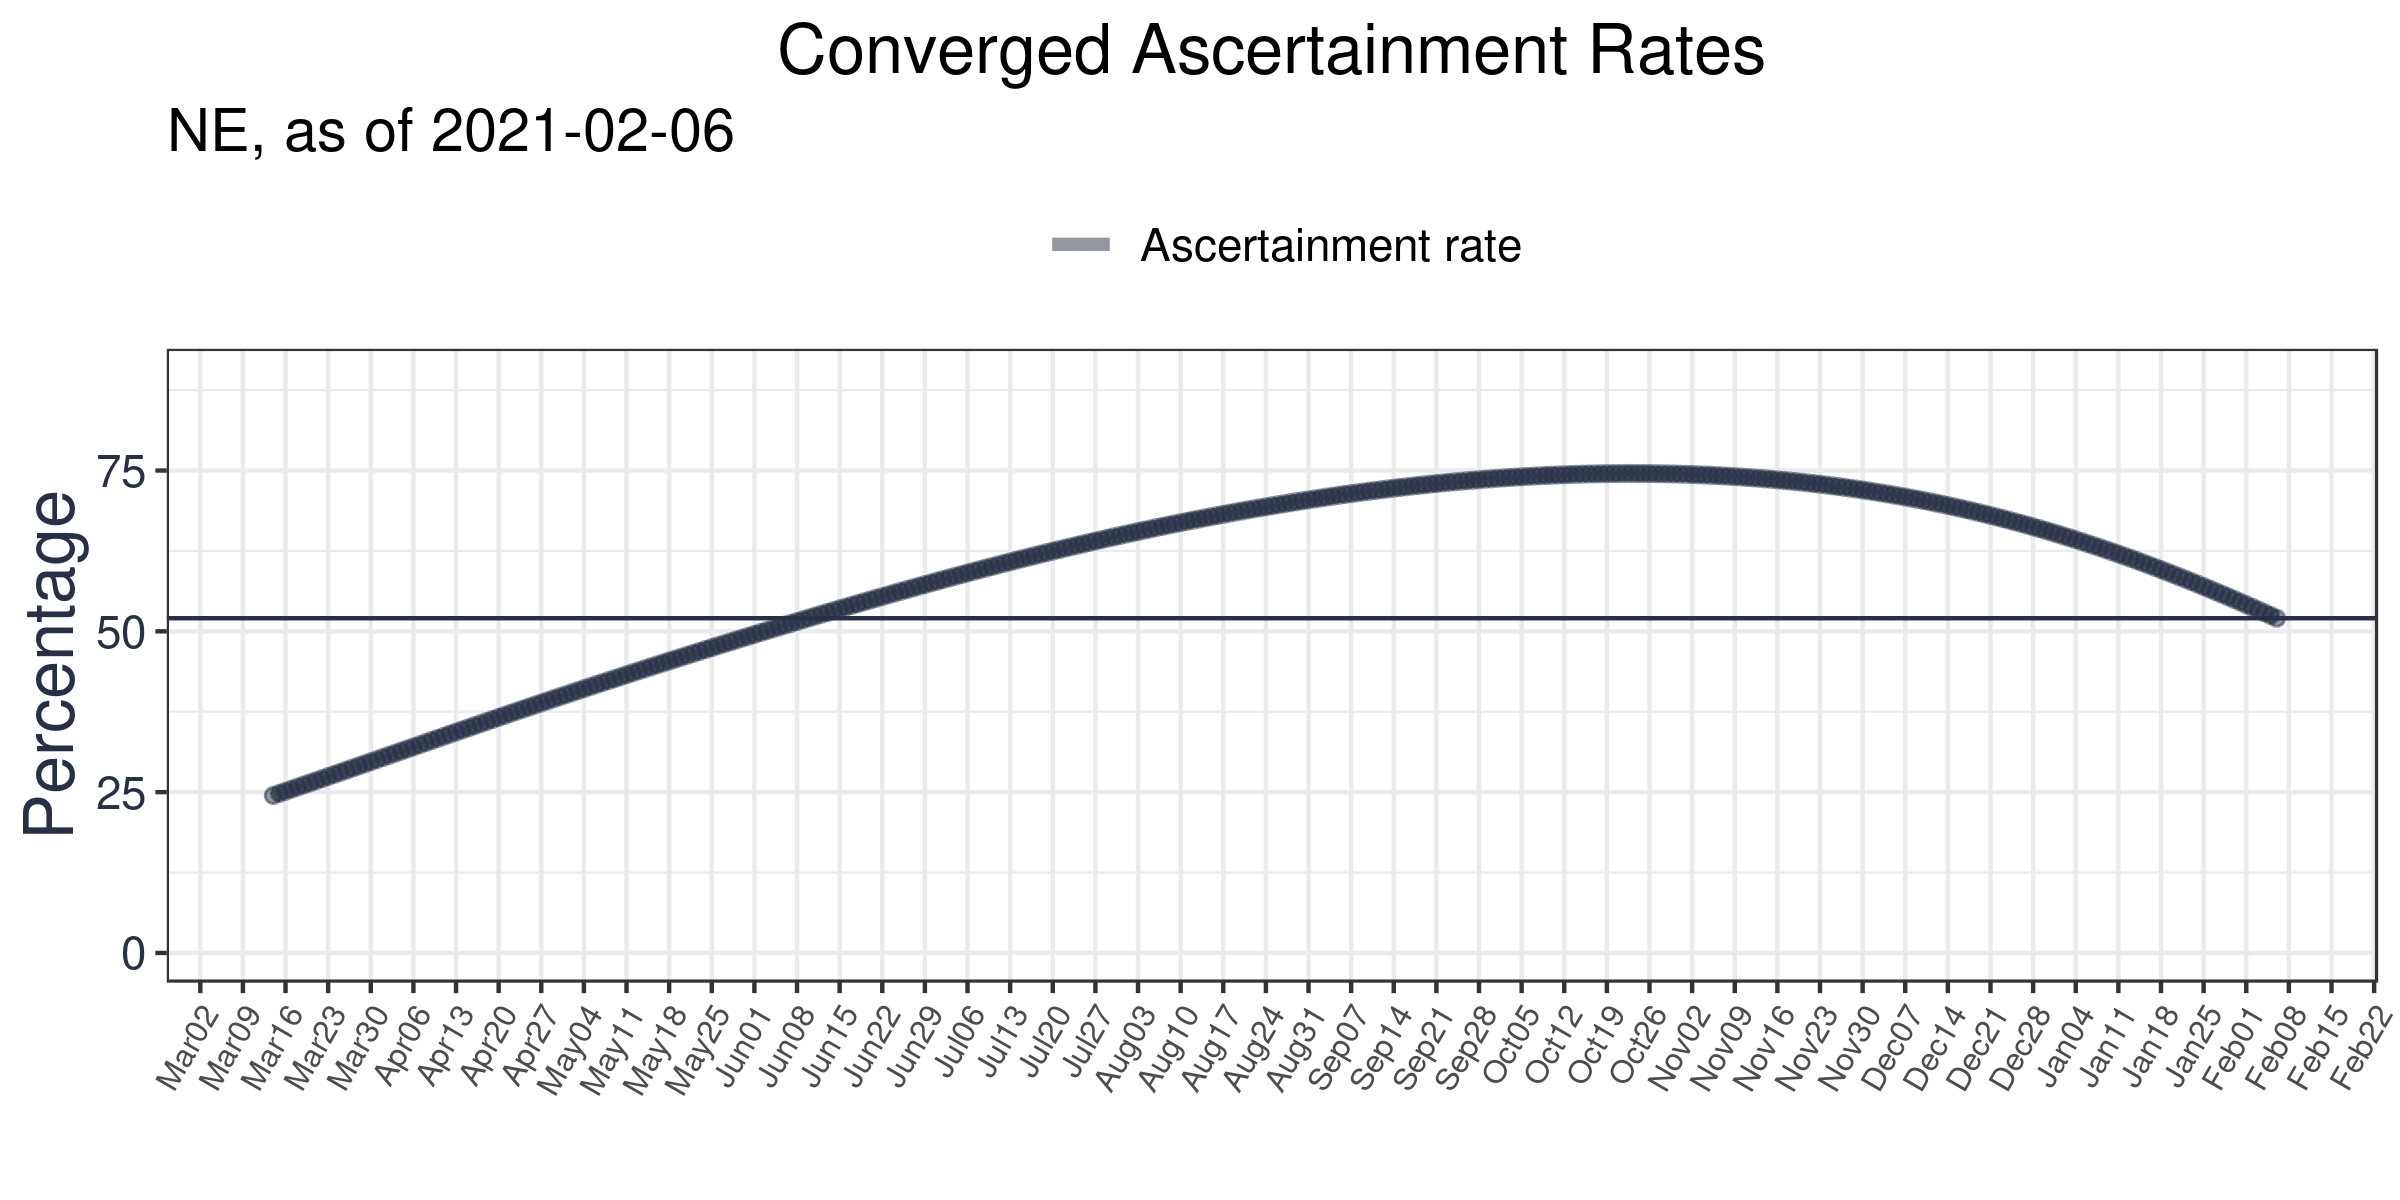 Converged Ascertainment Rates
NE, as of 2021-02-06
Ascertainment rate
Percentage
75
50
25
0
Mar02 Mar09 Mar16 Mar23 Mar30 Apr06 Apr13 Apr20 Apr27 May04 May11 May18 May25 Jun01 Jun08 Jun15 Jun22 Jun29 Jul06 Jul13 Jul20 Jul27 Aug03 Aug10 Aug17 Aug24 Aug31 Sep07 Sep14 Sep21 Sep28 Oct05 Oct12 Oct19 Oct26 Nov02 Nov09 Nov16 Nov23 Nov30 Dec07 Dec14 Dec21 Dec28 Jan04 Jan11 Jan18 Jan25 Feb01 Feb08 Feb15 Feb22